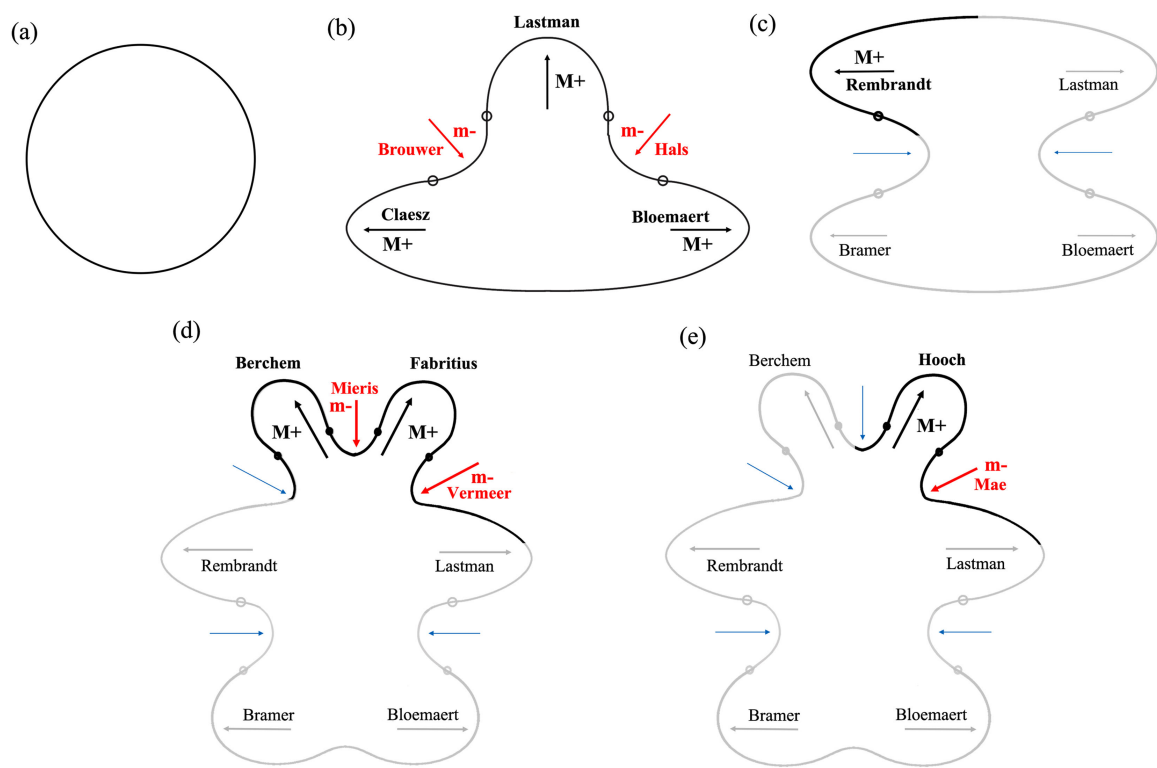 (a)
(b)
Lastman
M+
m-
Brouwer
m-
Hals
Claesz
M+
Bloemaert
M+
(c)
M+
Rembrandt
Lastman
Bramer
Bloemaert
(d)
Berchem
Fabritius
Mieris
m-
M+
M+
m-
Vermeer
Rembrandt
Lastman
Bramer
Bloemaert
(e)
Berchem
Hooch
M+
m-
Mae
Rembrandt
Lastman
Bramer
Bloemaert